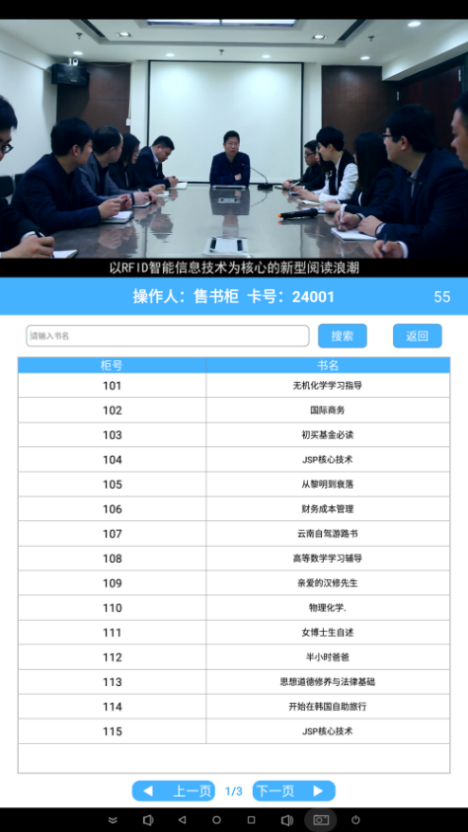 以RFID智能信息技术为核心的新型阅读浪潮
操作人：售书柜 卡号：24001 55
请输入书名 搜索 返回
柜号 书名
101 无机化学学习指导
102 国际商务
103 初买基金必读
104 JSP核心技术
105 从黎明到衰落
106 财务成本管理
107 云南自驾游路书
108 高等数学学习辅导
109 亲爱的汉修先生
110 物理化学.
111 女博士生自述
112 半小时爸爸
113 思想道德修养与法律基础
114 开始在韩国自助旅行
115 JSP核心技术
上一页 1/3 下一页